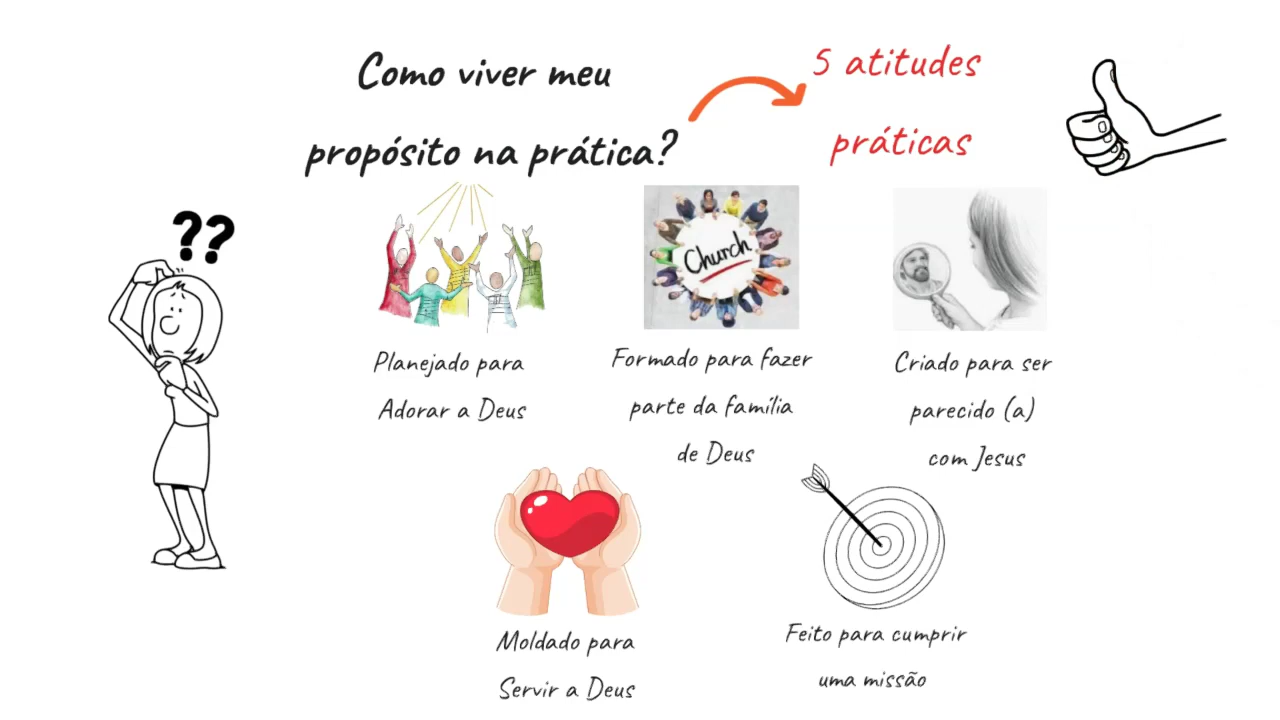 Como viver meu
propósito na prática?
5 atitudes
práticas
??
Church
Planejado para
Adorar a Deus
Formado para fazer
parte da família
de Deus
Criado para ser
parecido (a)
com Jesus
Moldado para
Servir a Deus
Feito para cumprir
uma missão